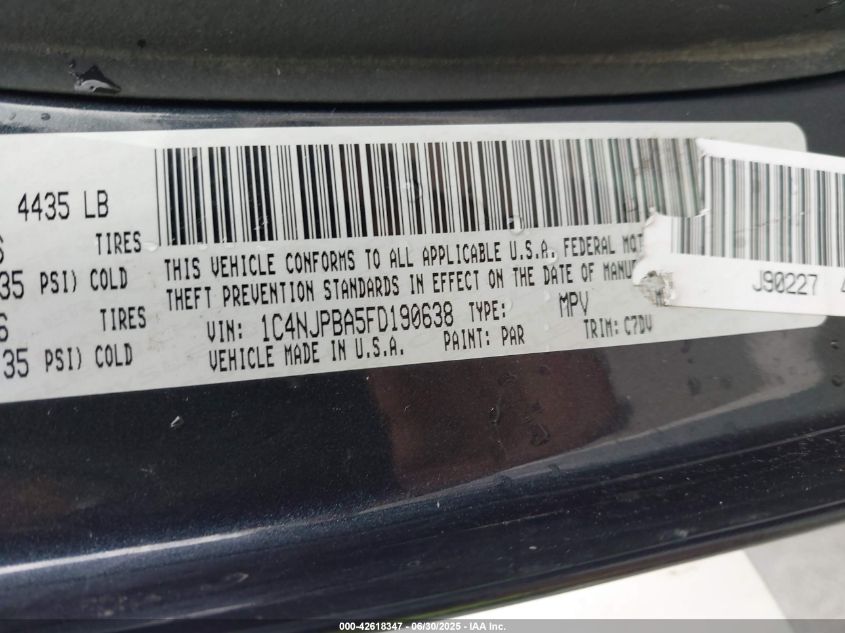 4435 LB
TIRES
35 PSI) COLD
TIRES
35 PSI) COLD
THIS VEHICLE CONFORMS TO ALL APPLICABLE U.S.A. FEDERAL
THEFT PREVENTION STANDARDS IN EFFECT ON THE DATE OF
VIN: 1C4NJPBA5FD190638 TYPE: MPV
VEHICLE MADE IN U.S.A. PAINT: PAR TRIM: C7DV
J90227
000-42618347 - 06/30/2025 - IAA Inc.